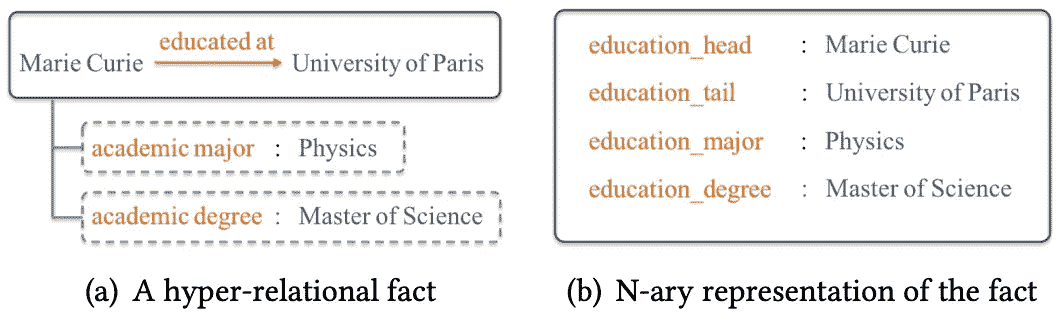 educated at
Marie Curie University of Paris
academic major : Physics
academic degree : Master of Science
(a) A hyper-relational fact
education_head : Marie Curie
education_tail : University of Paris
education_major : Physics
education_degree : Master of Science
(b) N-ary representation of the fact